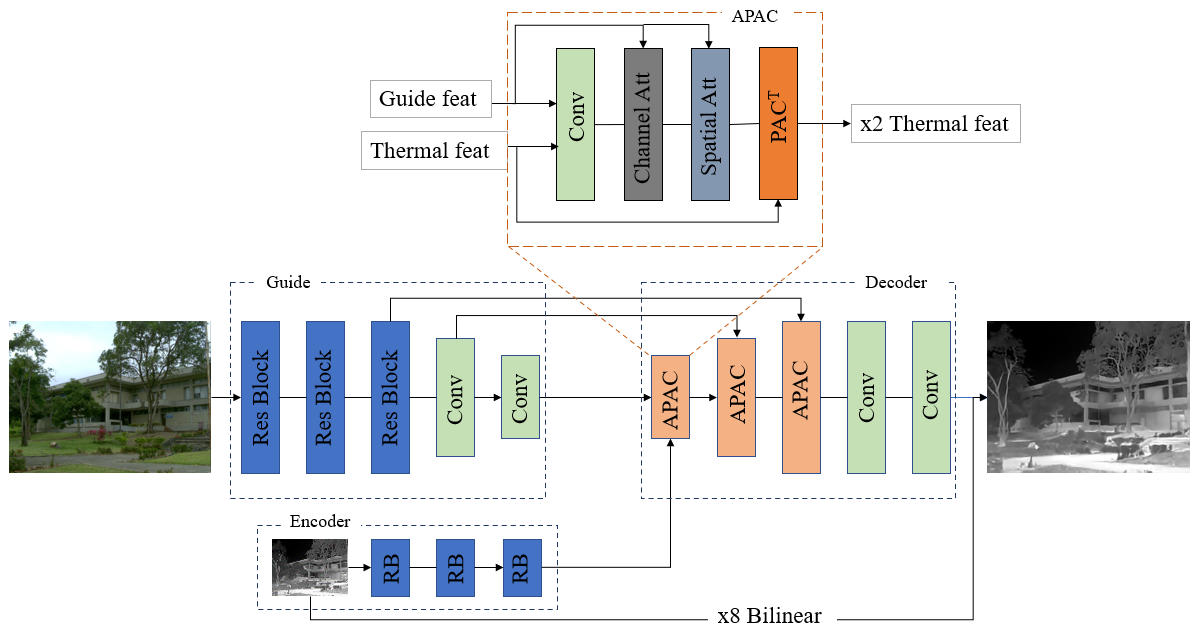 APAC
Guide feat
Thermal feat
Conv
Channel Att
Spatial Att
PACᵀ
x2 Thermal feat
Guide
Decoder
Res Block
Res Block
Res Block
Conv
Conv
APAC
APAC
APAC
Conv
Conv
Encoder
RB
RB
RB
x8 Bilinear